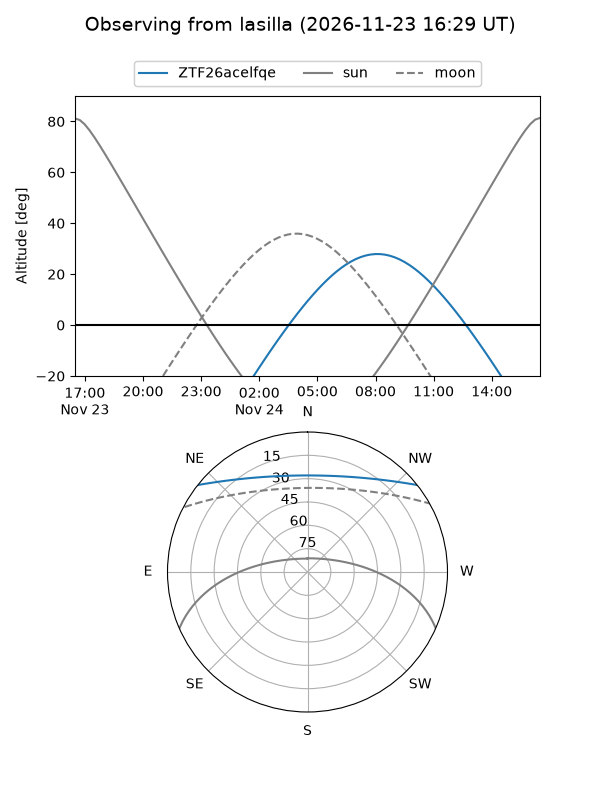 Observing from lasilla (2026-11-23 16:29 UT)
ZTF26acelfqe
sun
moon
Altitude [deg]
80
60
40
20
0
−20
17:00
Nov 23
20:00
23:00
02:00
Nov 24
05:00
08:00
11:00
14:00
N
NE
NW
15
30
45
60
75
E
W
SE
SW
S